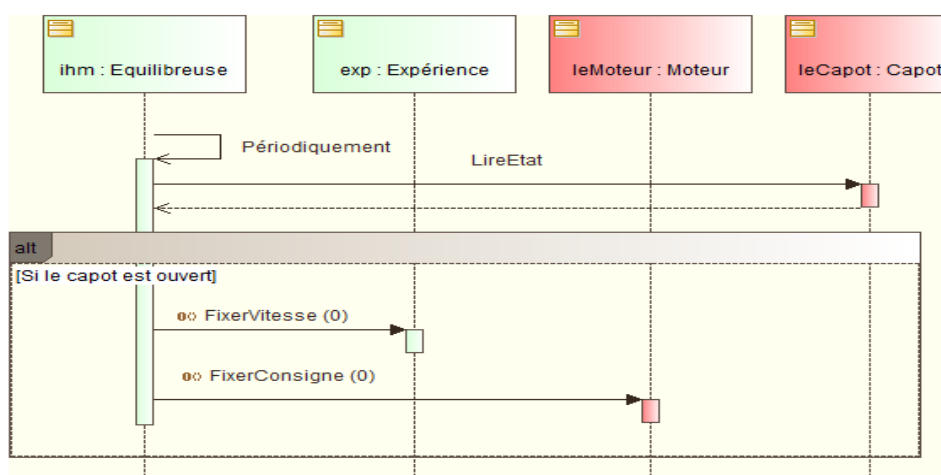 ihm : Equilibreuse
exp : Expérience
leMoteur : Moteur
leCapot : Capot
Périodiquement
LireEtat
alt
[Si le capot est ouvert]
FixerVitesse (0)
FixerConsigne (0)